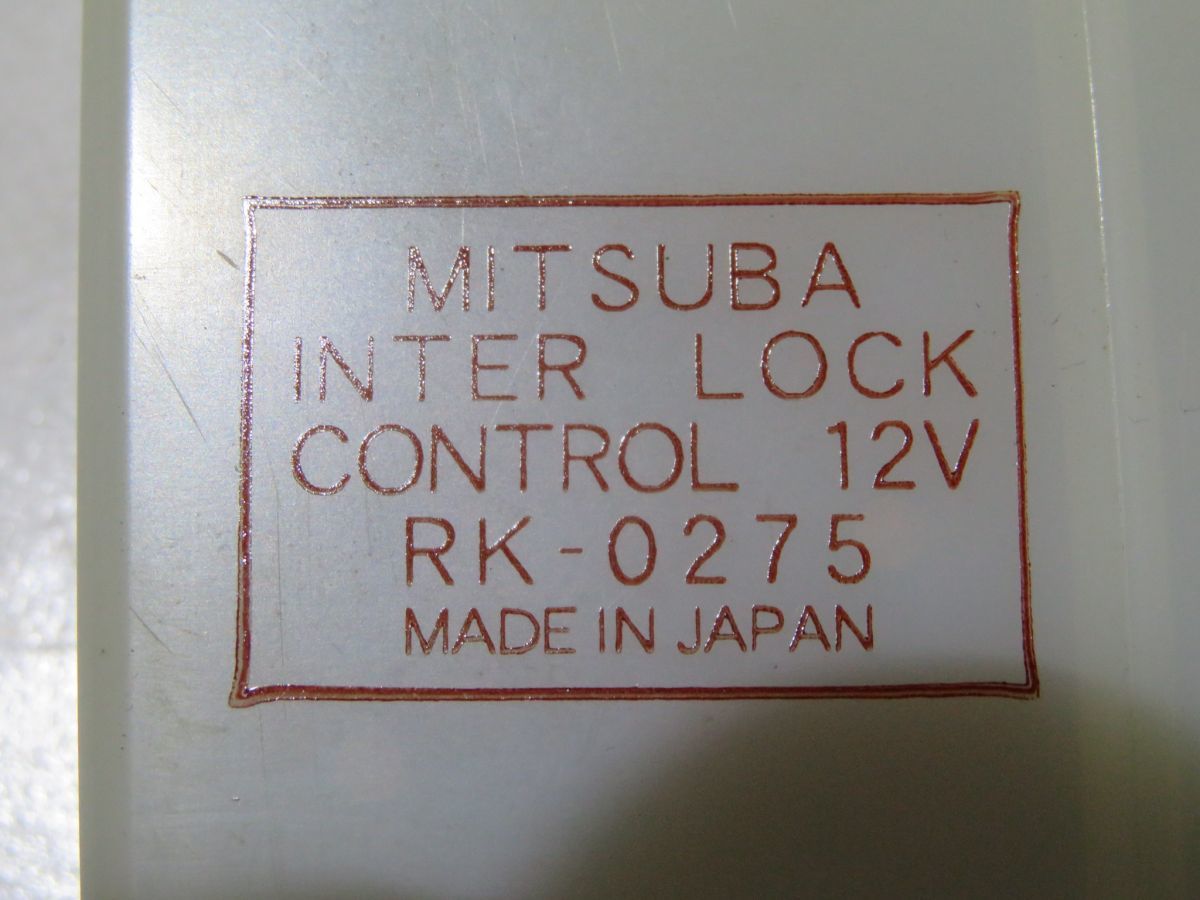 MITSUBA
INTER LOCK
CONTROL 12V
RK-0275
MADE IN JAPAN